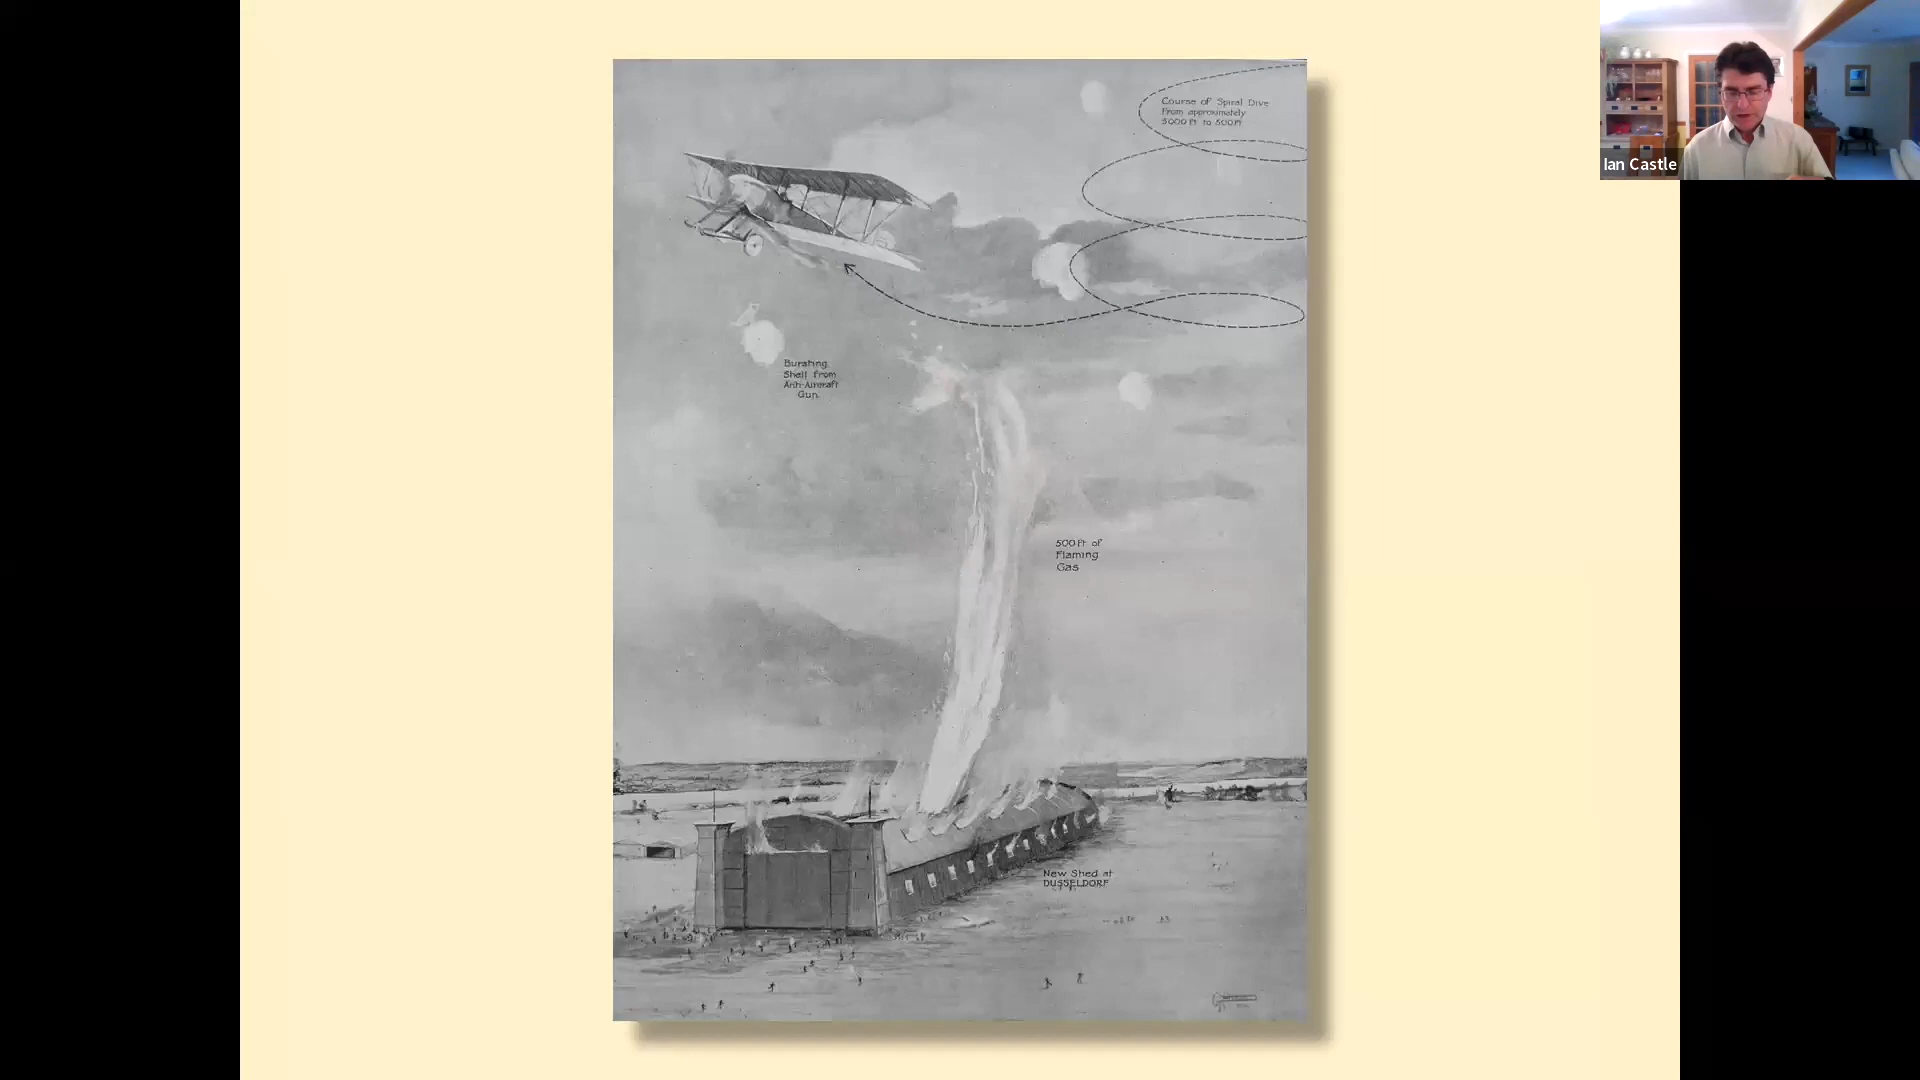 Course of Spiral Dive
From approximately
5000 Ft to 500 Ft
Ian Castle
Bursting
Shell from
Anti-Aircraft
Gun.
500 Ft of
Flaming
Gas
New Shed at
DUSSELDORF